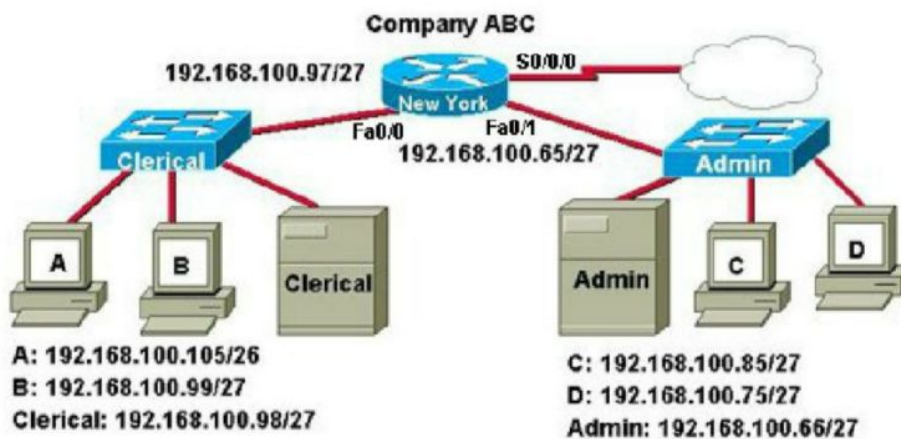 Company ABC
S0/0/0
192.168.100.97/27
New York
Fa0/0
Fa0/1
192.168.100.65/27
Clerical
Admin
A
B
Clerical
Admin
C
D
A: 192.168.100.105/26
B: 192.168.100.99/27
Clerical: 192.168.100.98/27
C: 192.168.100.85/27
D: 192.168.100.75/27
Admin: 192.168.100.66/27